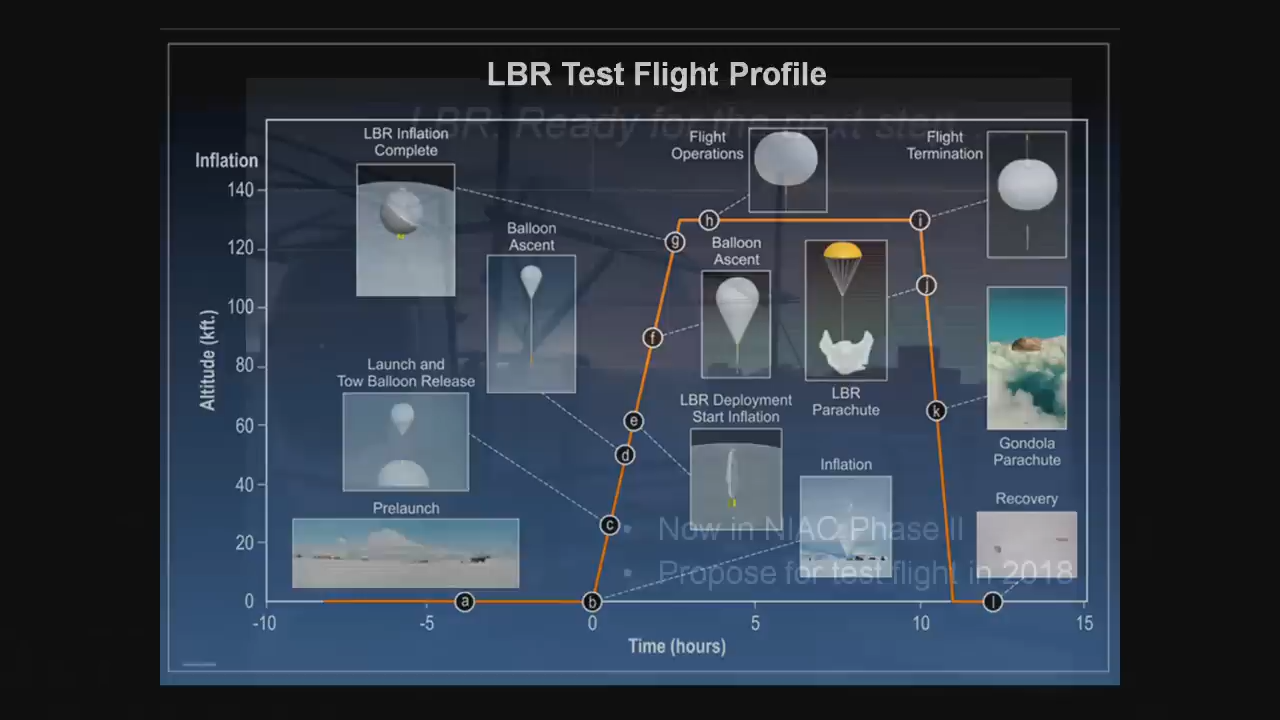 LBR Test Flight Profile
LBR: Ready for the next step
LBR Inflation
Complete
Flight
Operations
Flight
Termination
Inflation
140
120
100
80
60
40
20
0
Altitude (kft.)
Balloon
Ascent
Balloon
Ascent
Launch and
Tow Balloon Release
LBR Deployment
Start Inflation
LBR
Parachute
Gondola
Parachute
Prelaunch
Inflation
Recovery
• Now in NIAC Phase II
• Propose for test flight in 2018
a
b
c
d
e
f
g
h
i
j
k
l
-10 -5 0 5 10 15
Time (hours)